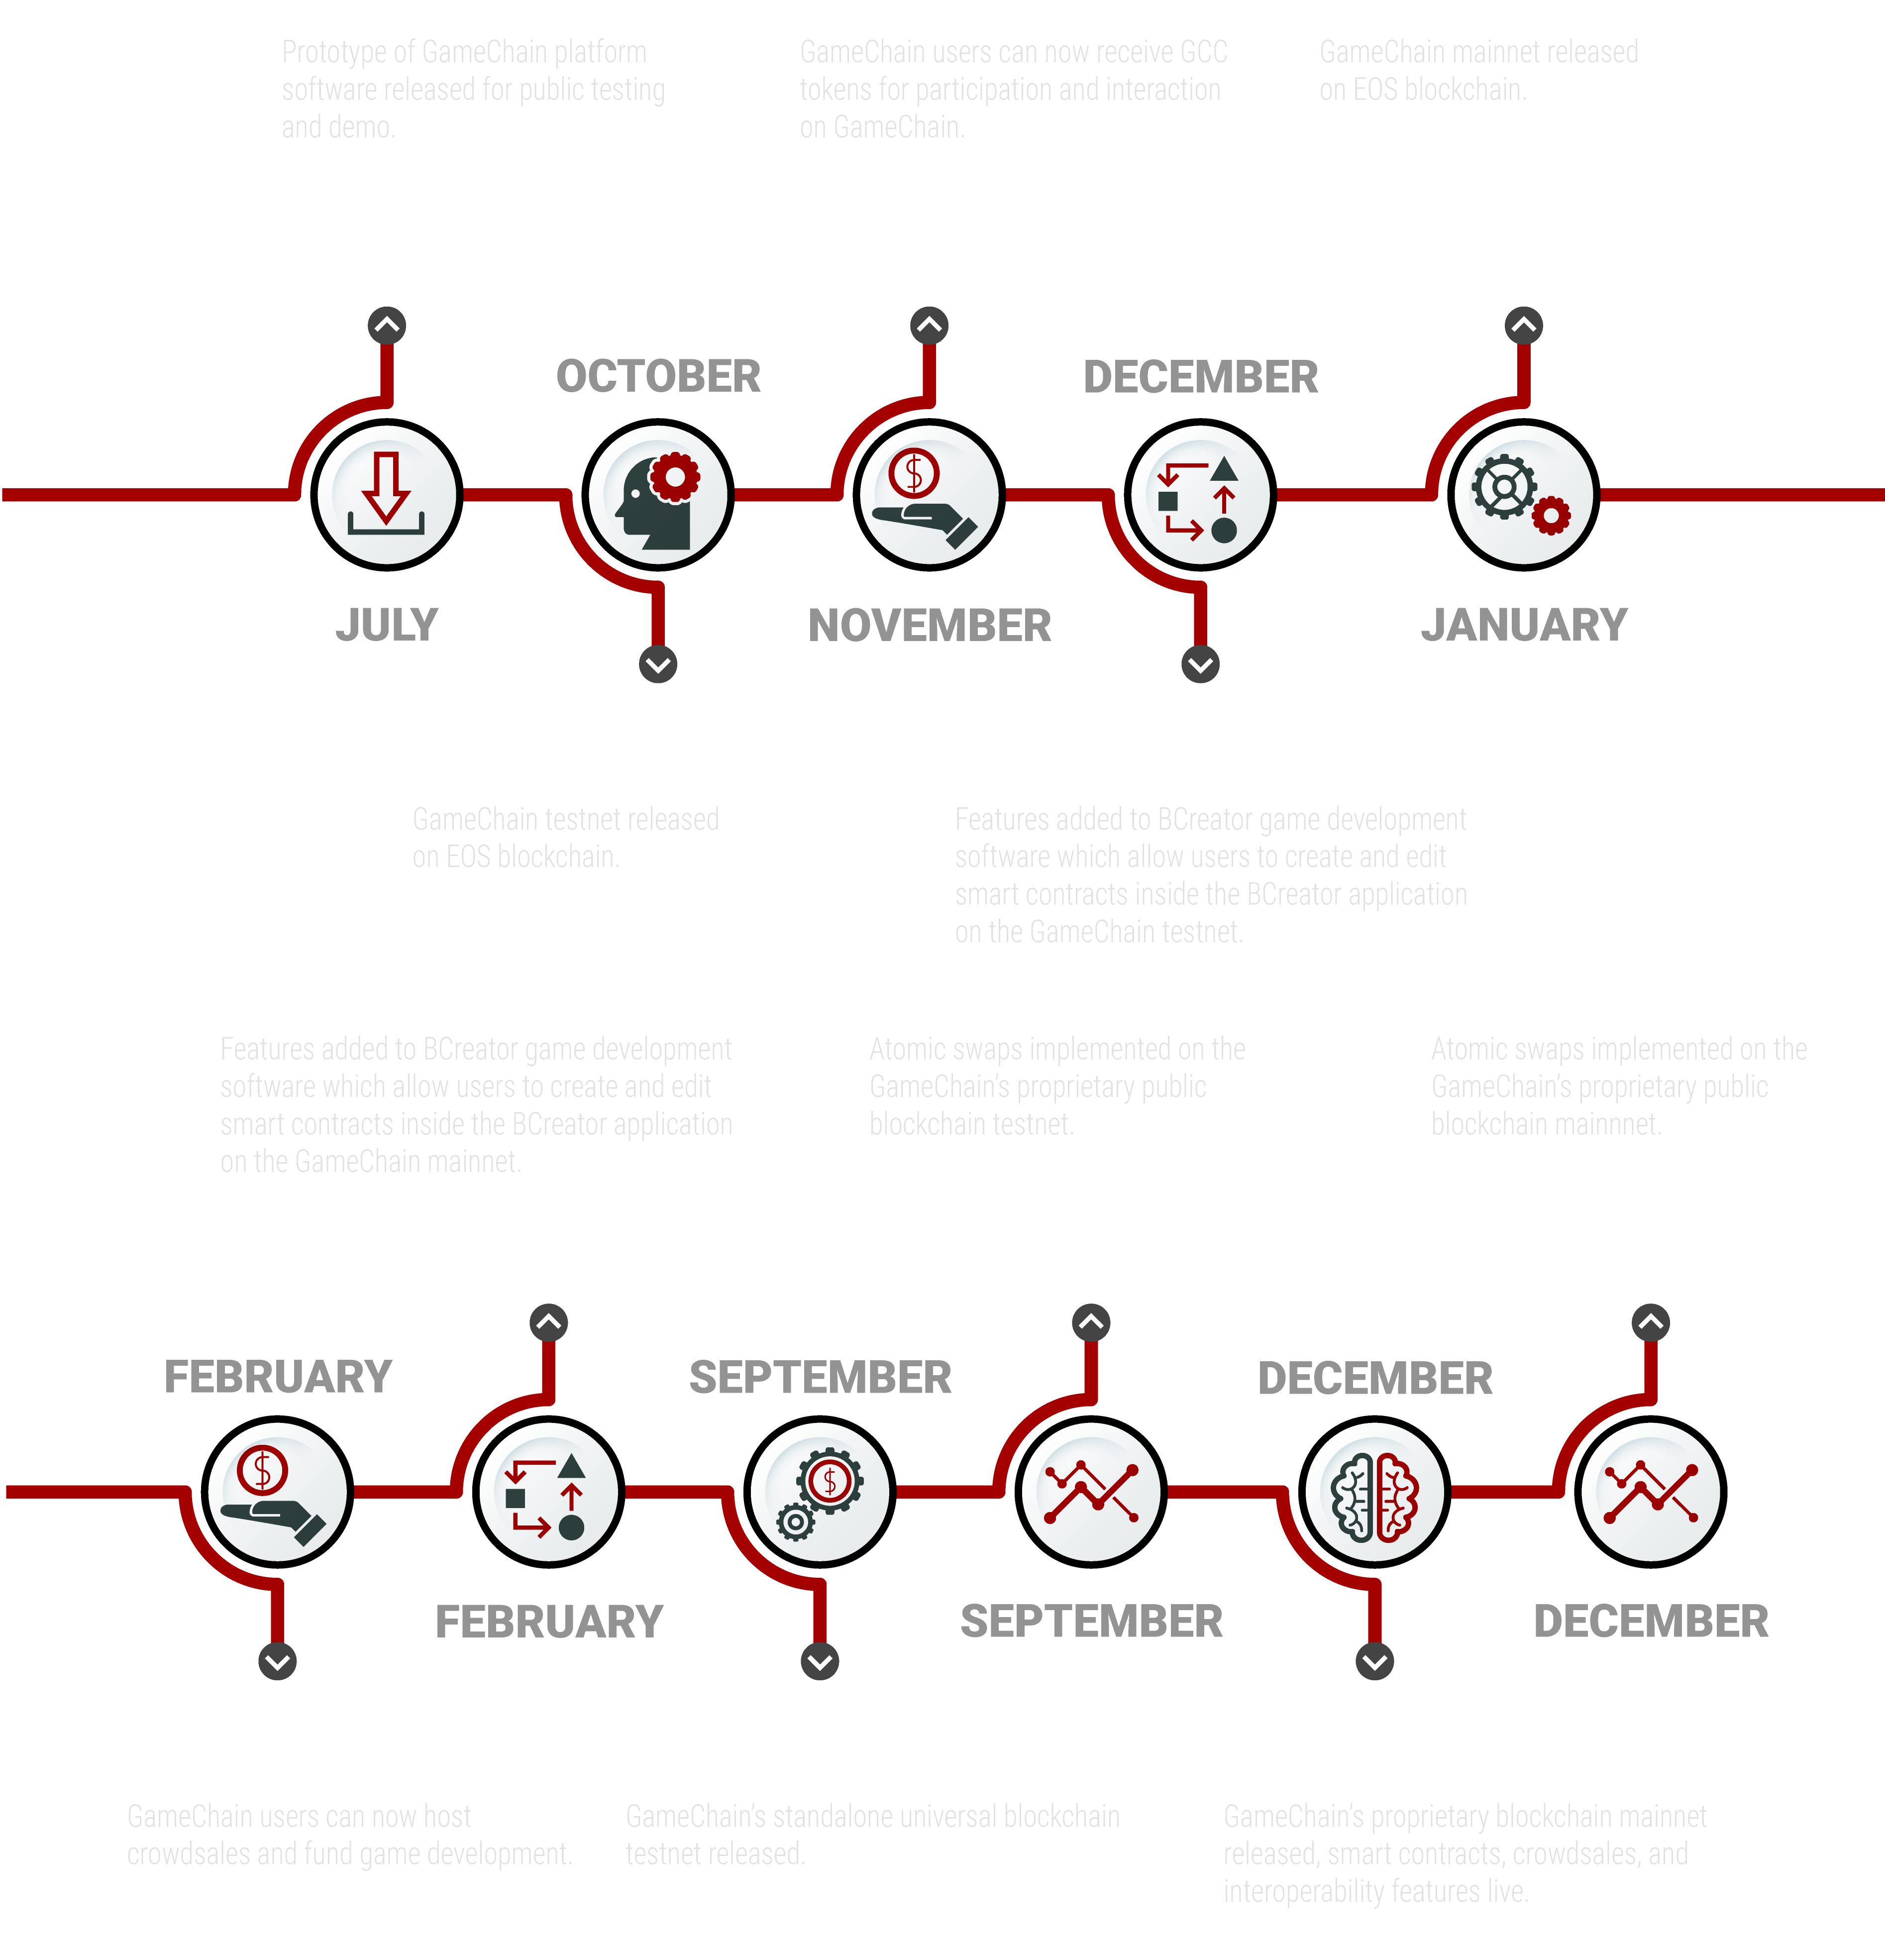 Prototype of GameChain platform
software released for public testing
and demo.
GameChain users can now receive GCC
tokens for participation and interaction
on GameChain.
GameChain mainnet released
on EOS blockchain.
OCTOBER
DECEMBER
$
JULY
NOVEMBER
JANUARY
GameChain testnet released
on EOS blockchain.
Features added to BCreator game development
software which allow users to create and edit
smart contracts inside the BCreator application
on the GameChain testnet.
Features added to BCreator game development
software which allow users to create and edit
smart contracts inside the BCreator application
on the GameChain mainnet.
Atomic swaps implemented on the
GameChain’s proprietary public
blockchain testnet.
Atomic swaps implemented on the
GameChain’s proprietary public
blockchain mainnnet.
FEBRUARY
SEPTEMBER
DECEMBER
$
$
FEBRUARY
SEPTEMBER
DECEMBER
GameChain users can now host
crowdsales and fund game development.
GameChain’s standalone universal blockchain
testnet released.
GameChain’s proprietary blockchain mainnet
released, smart contracts, crowdsales, and
interoperability features live.